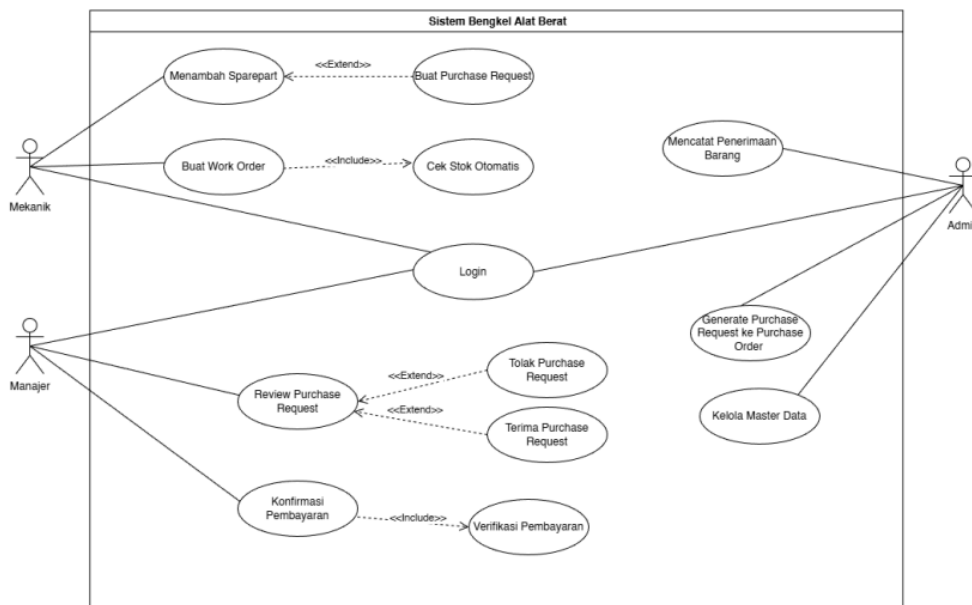 Sistem Bengkel Alat Berat
Menambah Sparepart
<<Extend>>
Buat Purchase Request
Mekanik
Buat Work Order
<<Include>>
Cek Stok Otomatis
Mencatat Penerimaan
Barang
Admi
Login
Manajer
Generate Purchase
Request ke Purchase
Order
Review Purchase
Request
<<Extend>>
Tolak Purchase
Request
<<Extend>>
Terima Purchase
Request
Kelola Master Data
Konfirmasi
Pembayaran
<<Include>>
Verifikasi Pembayaran